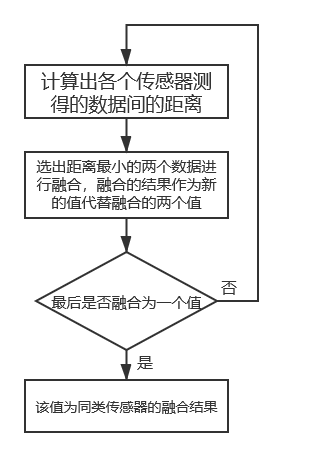 计算出各个传感器测
得的数据间的距离
选出距离最小的两个数据进
行融合，融合的结果作为新
的值代替融合的两个值
最后是否融合为一个值
否
是
该值为同类传感器的融合结果